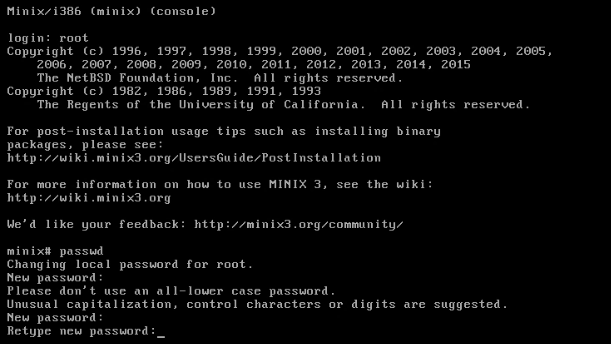 Minix/i386 (minix) (console)
login: root
Copyright (c) 1996, 1997, 1998, 1999, 2000, 2001, 2002, 2003, 2004, 2005,
2006, 2007, 2008, 2009, 2010, 2011, 2012, 2013, 2014, 2015
The NetBSD Foundation, Inc.  All rights reserved.
Copyright (c) 1982, 1986, 1989, 1991, 1993
The Regents of the University of California.  All rights reserved.
For post-installation usage tips such as installing binary
packages, please see:
http://wiki.minix3.org/UsersGuide/PostInstallation
For more information on how to use MINIX 3, see the wiki:
http://wiki.minix3.org
We'd like your feedback: http://minix3.org/community/
minix# passwd
Changing local password for root.
New password:
Please don't use an all-lower case password.
Unusual capitalization, control characters or digits are suggested.
New password:
Retype new password:_